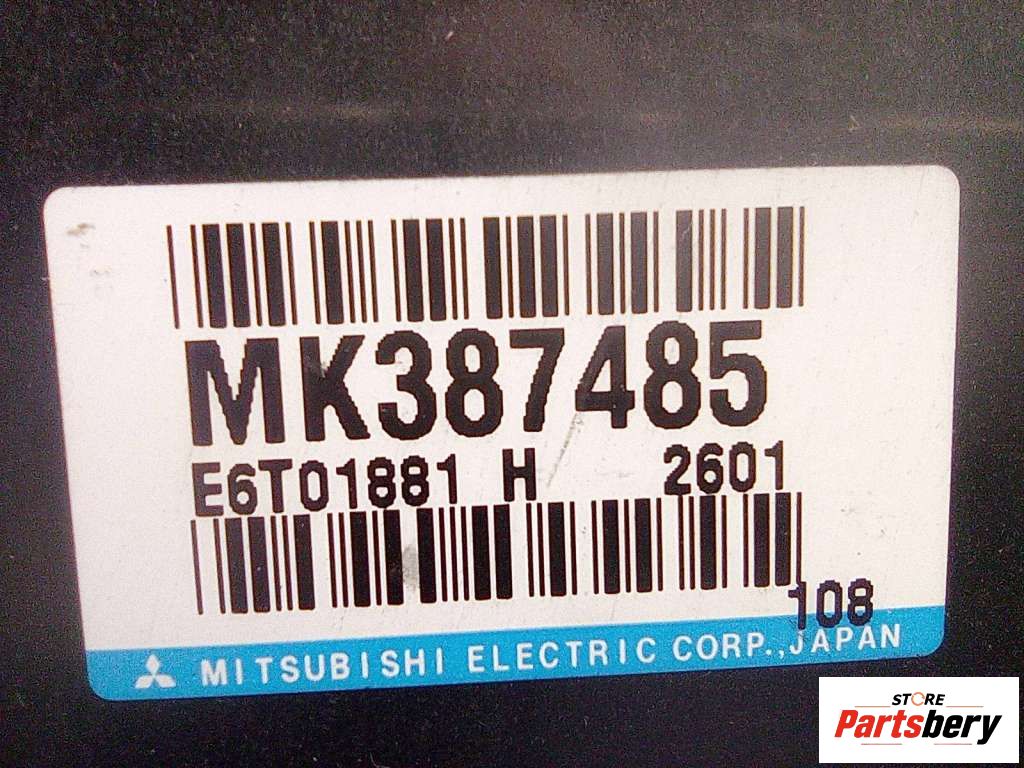 MK387485
E6T01881 H 2601
108
MITSUBISHI ELECTRIC CORP.,JAPAN
STORE
Partsbery